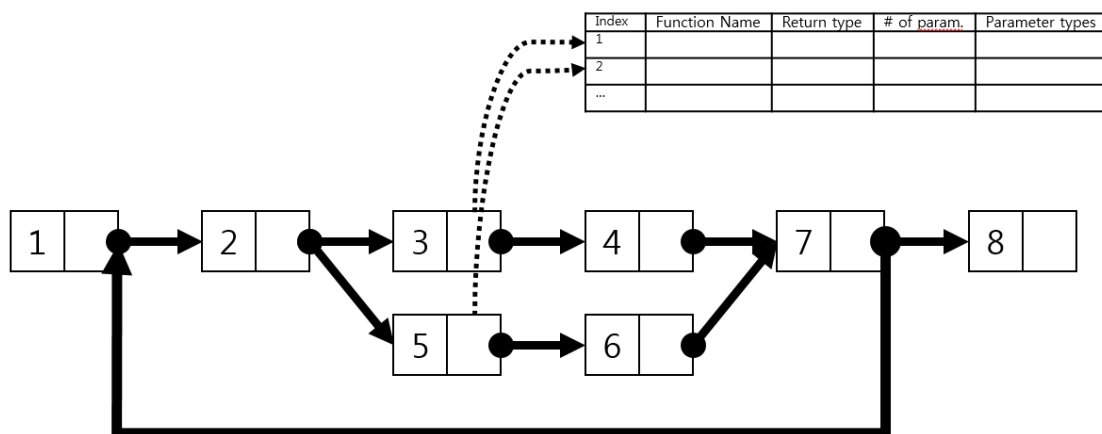 Index Function Name Return type # of param. Parameter types
1
2
...
1 2 3 4 7 8
5 6